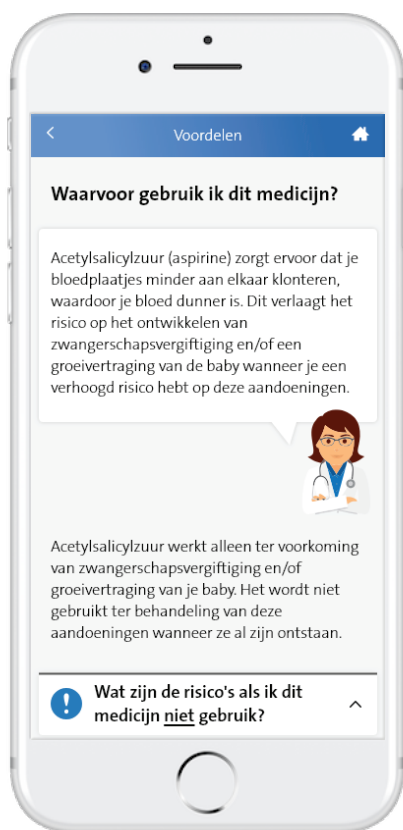 Voordelen
Waarvoor gebruik ik dit medicijn?
Acetylsalicylzuur (aspirine) zorgt ervoor dat je
bloedplaatjes minder aan elkaar klonteren,
waardoor je bloed dunner is. Dit verlaagt het
risico op het ontwikkelen van
zwangerschapsvergiftiging en/of een
groeivertraging van de baby wanneer je een
verhoogd risico hebt op deze aandoeningen.
Acetylsalicylzuur werkt alleen ter voorkoming
van zwangerschapsvergiftiging en/of
groeivertraging van je baby. Het wordt niet
gebruikt ter behandeling van deze
aandoeningen wanneer ze al zijn ontstaan.
Wat zijn de risico's als ik dit
medicijn niet gebruik?